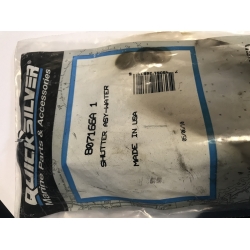 QUICKSILVER
Marine Parts & Accessories
807166A 1
SHUTTER ASY-WATER
MADE IN USA